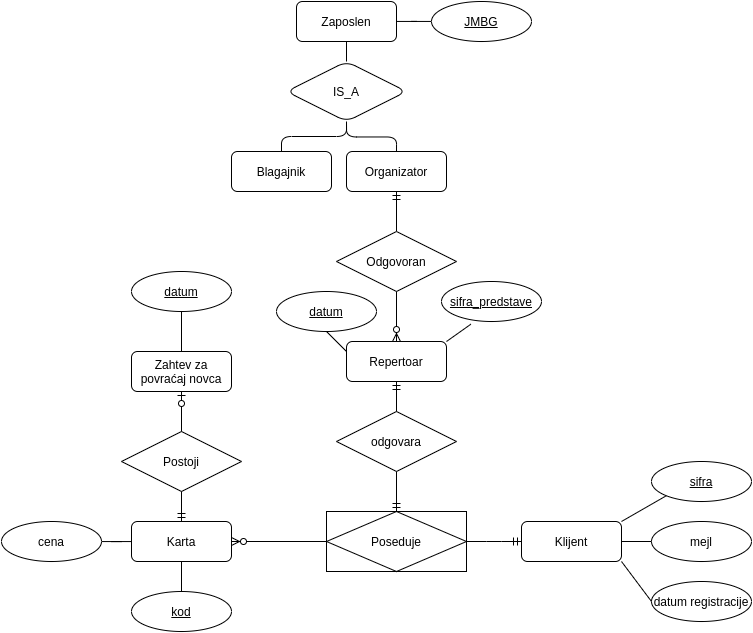 Zaposlen
JMBG
IS_A
Blagajnik
Organizator
Odgovoran
datum
datum
sifra_predstave
Zahtev za
povraćaj novca
Repertoar
Postoji
odgovara
sifra
cena
Karta
Poseduje
Klijent
mejl
kod
datum registracije